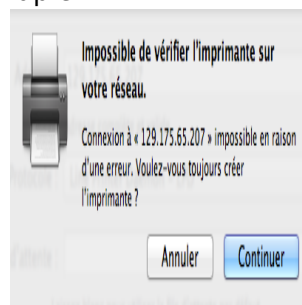 Impossible de vérifier l'imprimante sur
votre réseau.
Connexion à « 129.175.65.207 » impossible en raison
d'une erreur. Voulez-vous toujours créer
l'imprimante ?
Annuler
Continuer